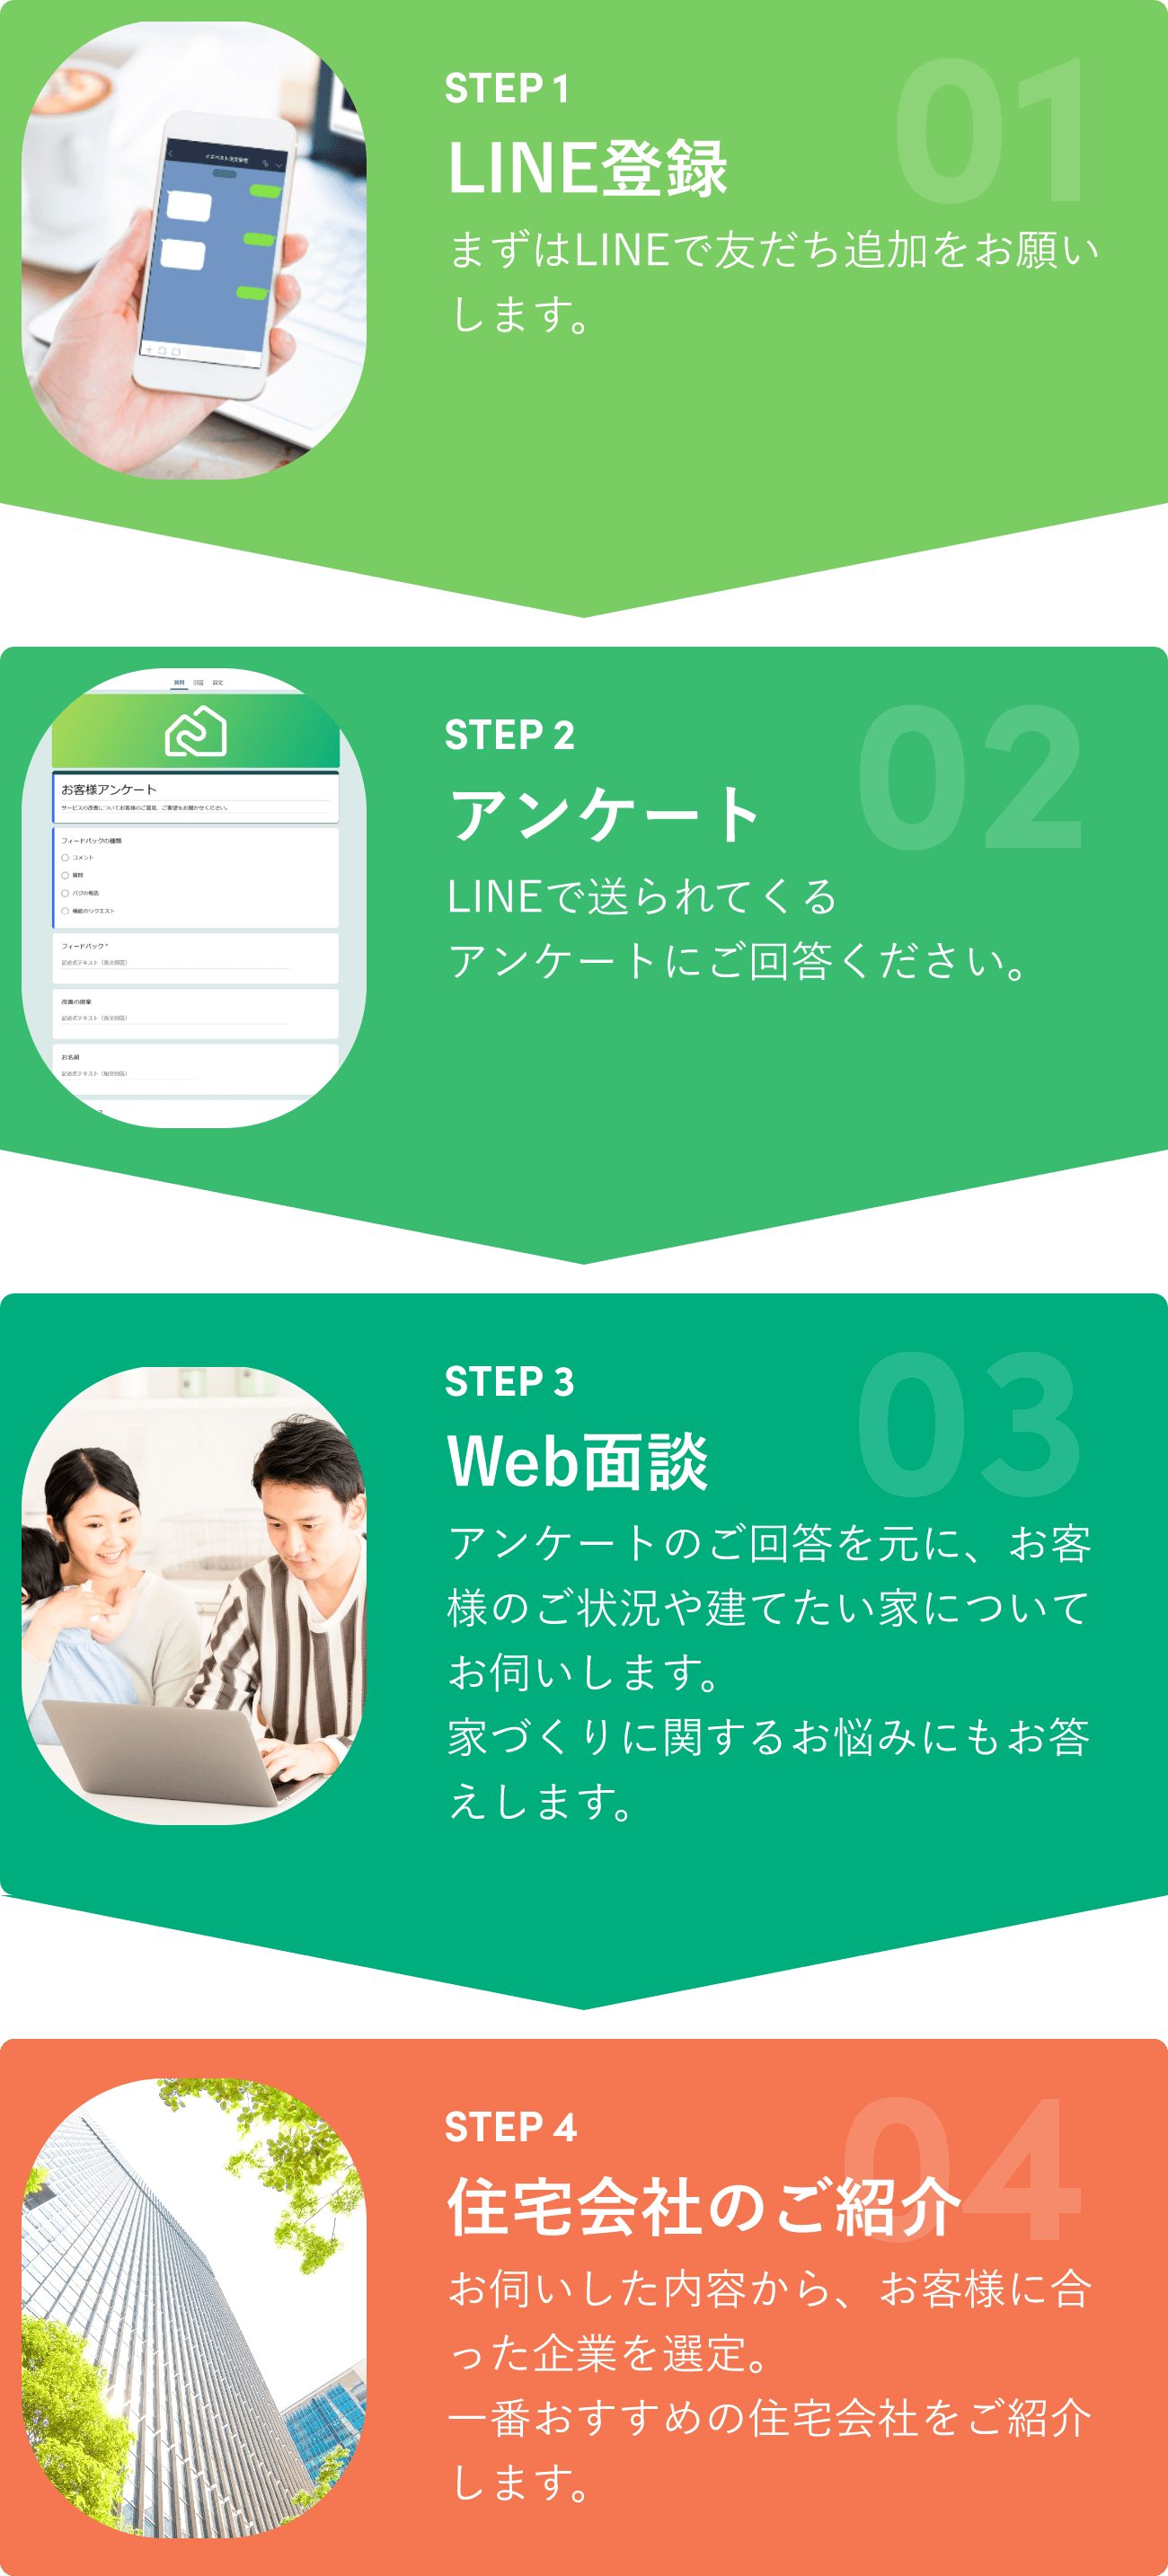 STEP 1
01
LINE登録
まずはLINEで友だち追加をお願い
します。
質問 回答 設定
お客様アンケート
サービスの改善についてお客様のご意見、ご要望をお聞かせください。
フィードバックの種類
コメント
質問
バグの報告
機能のリクエスト
フィードバック *
記述式テキスト（長文回答）
改善の提案
記述式テキスト（長文回答）
お名前
記述式テキスト（短文回答）
STEP 2
02
アンケート
LINEで送られてくる
アンケートにご回答ください。
STEP 3
03
Web面談
アンケートのご回答を元に、お客
様のご状況や建てたい家について
お伺いします。
家づくりに関するお悩みにもお答
えします。
STEP 4
04
住宅会社のご紹介
お伺いした内容から、お客様に合
った企業を選定。
一番おすすめの住宅会社をご紹介
します。